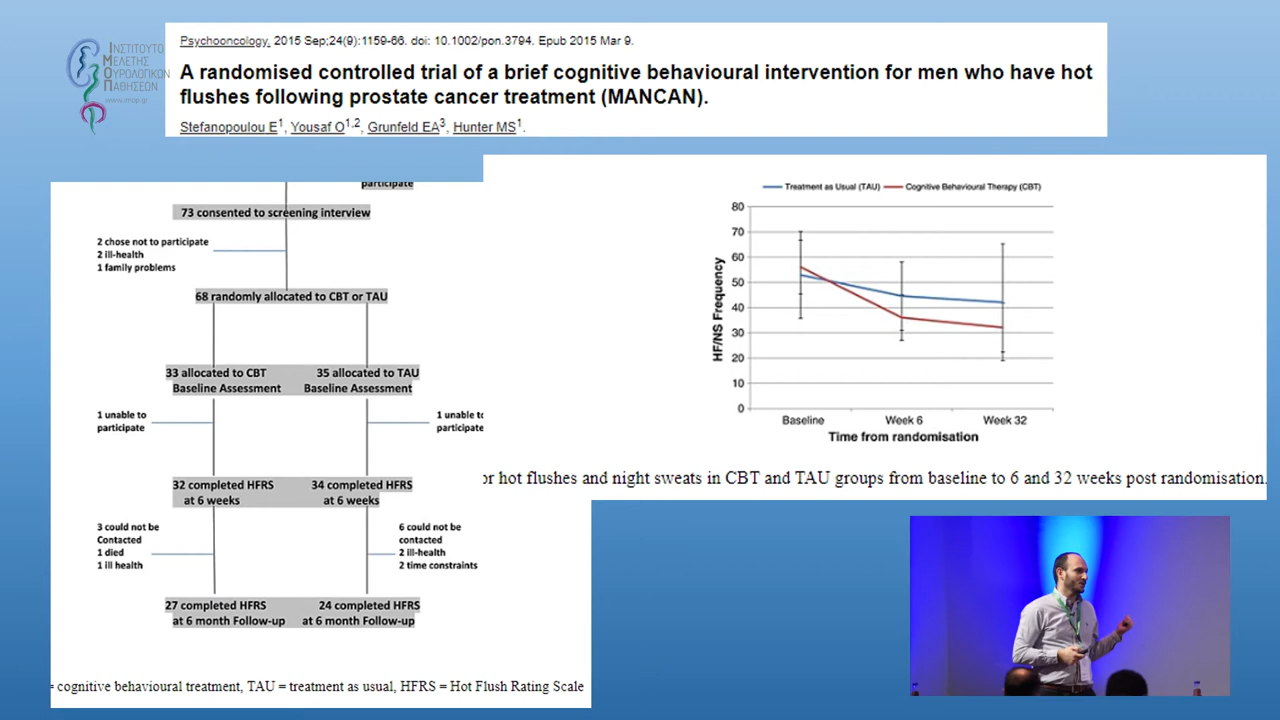 ΙΝΣΤΙΤΟΥΤΟ
ΜΕΛΕΤΗΣ
ΟΥΡΟΛΟΓΙΚΩΝ
ΠΑΘΗΣΕΩΝ
www.imop.gr
Psychooncology. 2015 Sep;24(9):1159-66. doi: 10.1002/pon.3794. Epub 2015 Mar 9.
A randomised controlled trial of a brief cognitive behavioural intervention for men who have hot
flushes following prostate cancer treatment (MANCAN).
Stefanopoulou E1, Yousaf O1,2, Grunfeld EA3, Hunter MS1.
participate
73 consented to screening interview
2 chose not to participate
2 ill-health
1 family problems
68 randomly allocated to CBT or TAU
33 allocated to CBT
Baseline Assessment
35 allocated to TAU
Baseline Assessment
1 unable to
participate
1 unable to
participate
32 completed HFRS
at 6 weeks
34 completed HFRS
at 6 weeks
3 could not be
Contacted
1 died
1 ill health
6 could not be
contacted
2 ill-health
2 time constraints
27 completed HFRS
at 6 month Follow-up
24 completed HFRS
at 6 month Follow-up
= cognitive behavioural treatment, TAU = treatment as usual, HFRS = Hot Flush Rating Scale
Treatment as Usual (TAU)
Cognitive Behavioural Therapy (CBT)
HF/NS Frequency
80
70
60
50
40
30
20
10
0
Baseline
Week 6
Week 32
Time from randomisation
or hot flushes and night sweats in CBT and TAU groups from baseline to 6 and 32 weeks post randomisation.